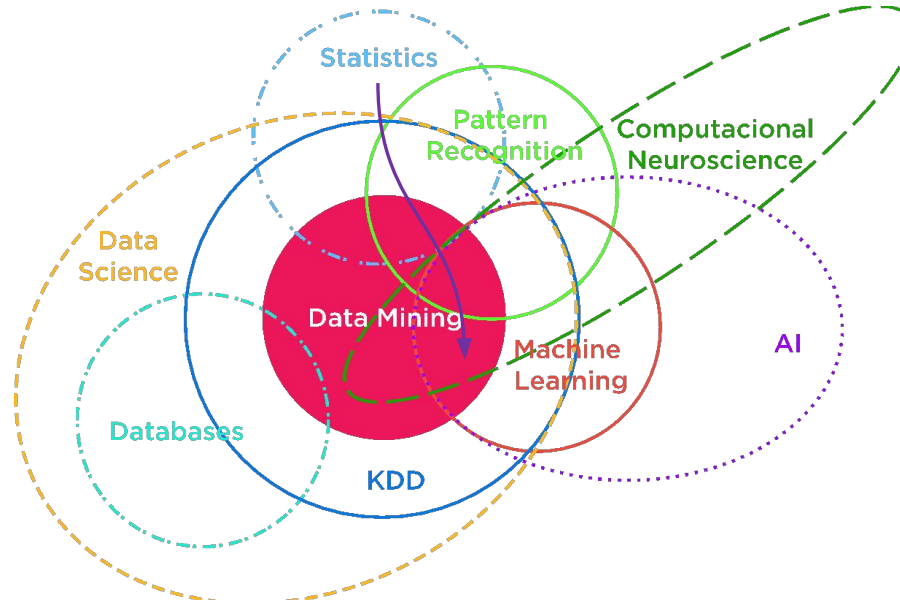 Statistics
Pattern
Recognition
Computacional
Neuroscience
Data
Science
Data Mining
Machine
Learning
AI
Databases
KDD